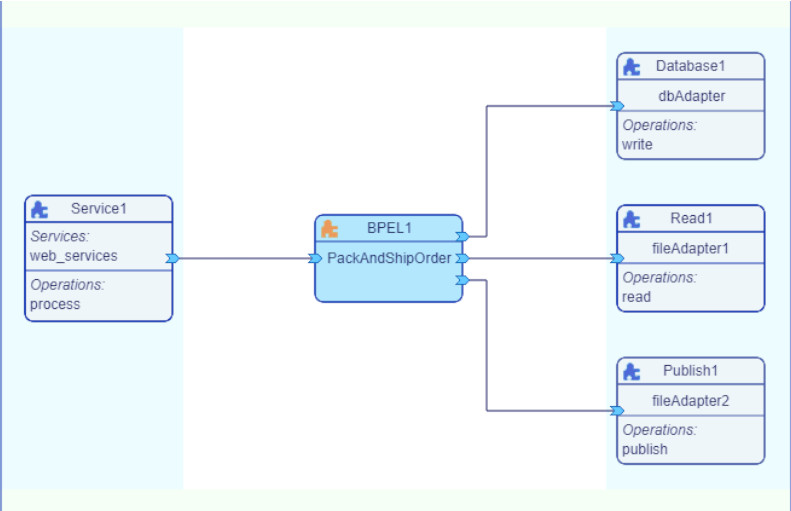 Service1
Services:
web_services
Operations:
process
BPEL1
PackAndShipOrder
Database1
dbAdapter
Operations:
write
Read1
fileAdapter1
Operations:
read
Publish1
fileAdapter2
Operations:
publish